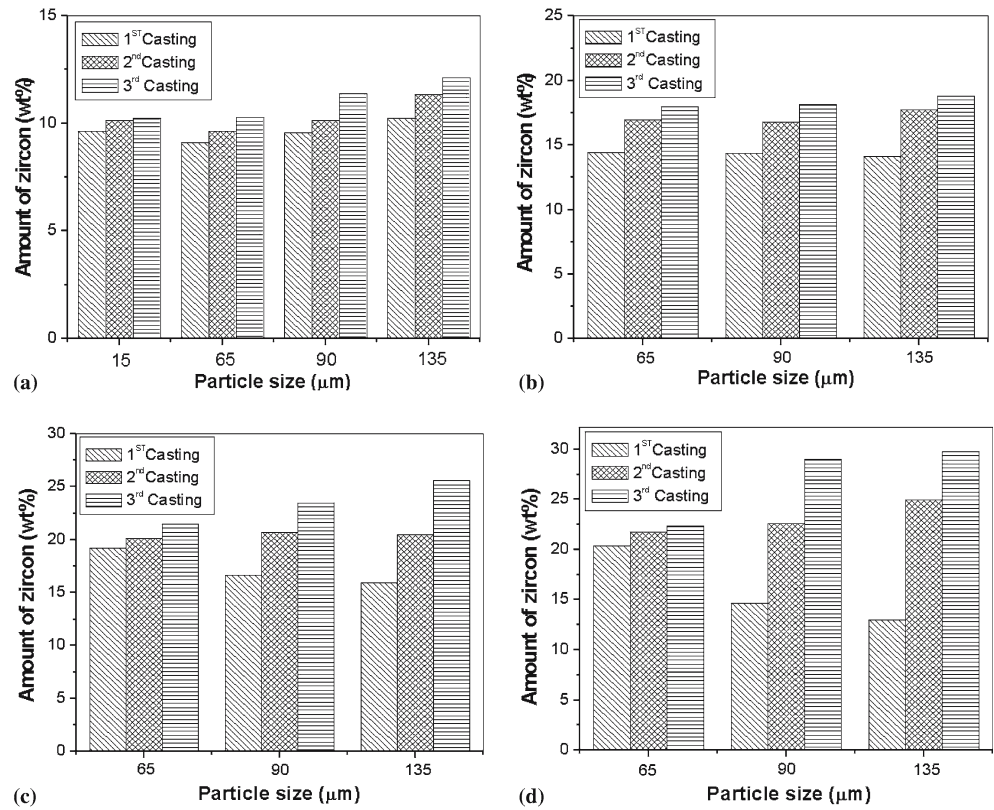 15
10
5
0
Amount of zircon (wt%)
1ST Casting
2nd Casting
3rd Casting
15 65 90 135
Particle size (μm)
(a)
25
20
15
10
5
0
Amount of zircon (wt%)
1ST Casting
2nd Casting
3rd Casting
65 90 135
Particle size (μm)
(b)
30
25
20
15
10
5
0
Amount of zircon (wt%)
1ST Casting
2nd Casting
3rd Casting
65 90 135
Particle size (μm)
(c)
30
25
20
15
10
5
0
Amount of zircon (wt%)
1ST Casting
2nd Casting
3rd Casting
65 90 135
Particle size (μm)
(d)